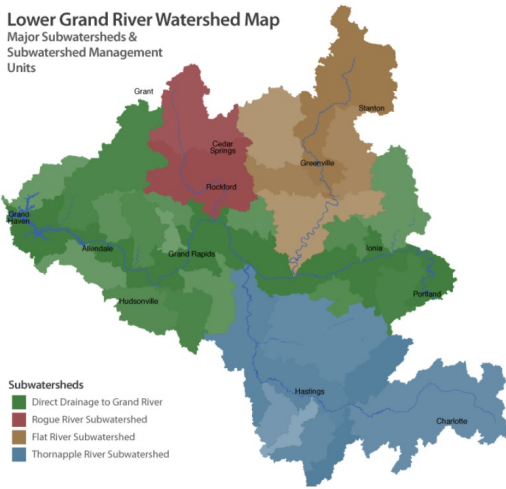 Lower Grand River Watershed Map
Major Subwatersheds &
Subwatershed Management
Units
Grant
Stanton
Cedar
Springs
Greenville
Rockford
Grand
Haven
Allendale
Grand Rapids
Ionia
Hudsonville
Portland
Hastings
Charlotte
Subwatersheds
Direct Drainage to Grand River
Rogue River Subwatershed
Flat River Subwatershed
Thornapple River Subwatershed